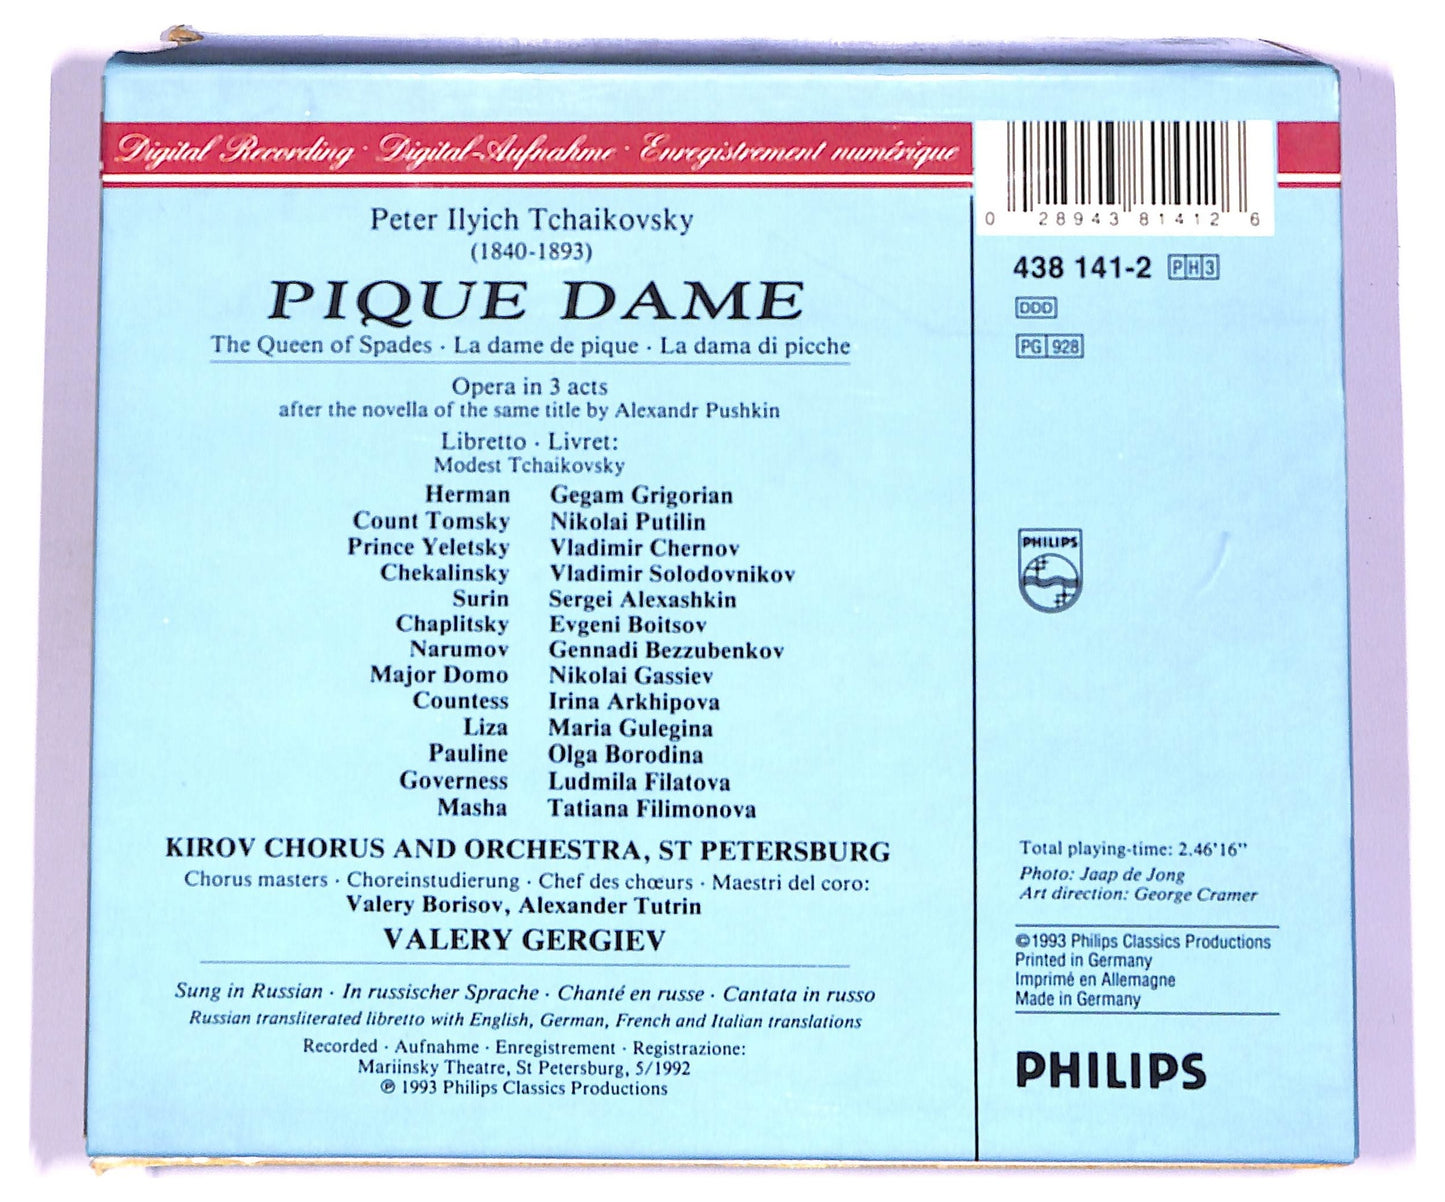 Digital Recording · Digital-Aufnahme · Enregistrement numérique
Peter Ilyich Tchaikovsky
(1840-1893)
PIQUE DAME
The Queen of Spades · La dame de pique · La dama di picche
Opera in 3 acts
after the novella of the same title by Alexandr Pushkin
Libretto · Livret:
Modest Tchaikovsky
Herman Gegam Grigorian
Count Tomsky Nikolai Putilin
Prince Yeletsky Vladimir Chernov
Chekalinsky Vladimir Solodovnikov
Surin Sergei Alexashkin
Chaplitsky Evgeni Boitsov
Narumov Gennadi Bezzubenkov
Major Domo Nikolai Gassiev
Countess Irina Arkhipova
Liza Maria Gulegina
Pauline Olga Borodina
Governess Ludmila Filatova
Masha Tatiana Filimonova
KIROV CHORUS AND ORCHESTRA, ST PETERSBURG
Chorus masters · Choreinstudierung · Chef des chœurs · Maestri del coro:
Valery Borisov, Alexander Tutrin
VALERY GERGIEV
Sung in Russian · In russischer Sprache · Chanté en russe · Cantata in russo
Russian transliterated libretto with English, German, French and Italian translations
Recorded · Aufnahme · Enregistrement · Registrazione:
Mariinsky Theatre, St Petersburg, 5/1992
℗ 1993 Philips Classics Productions
0 28943 81412 6
438 141-2 PH3
DDD
PG 928
PHILIPS
Total playing-time: 2.46'16"
Photo: Jaap de Jong
Art direction: George Cramer
©1993 Philips Classics Productions
Printed in Germany
Imprimé en Allemagne
Made in Germany
PHILIPS